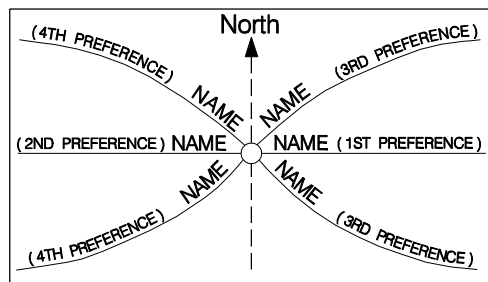 North
(4TH PREFERENCE) NAME
NAME (3RD PREFERENCE)
(2ND PREFERENCE) NAME
NAME (1ST PREFERENCE)
(4TH PREFERENCE) NAME
NAME (3RD PREFERENCE)